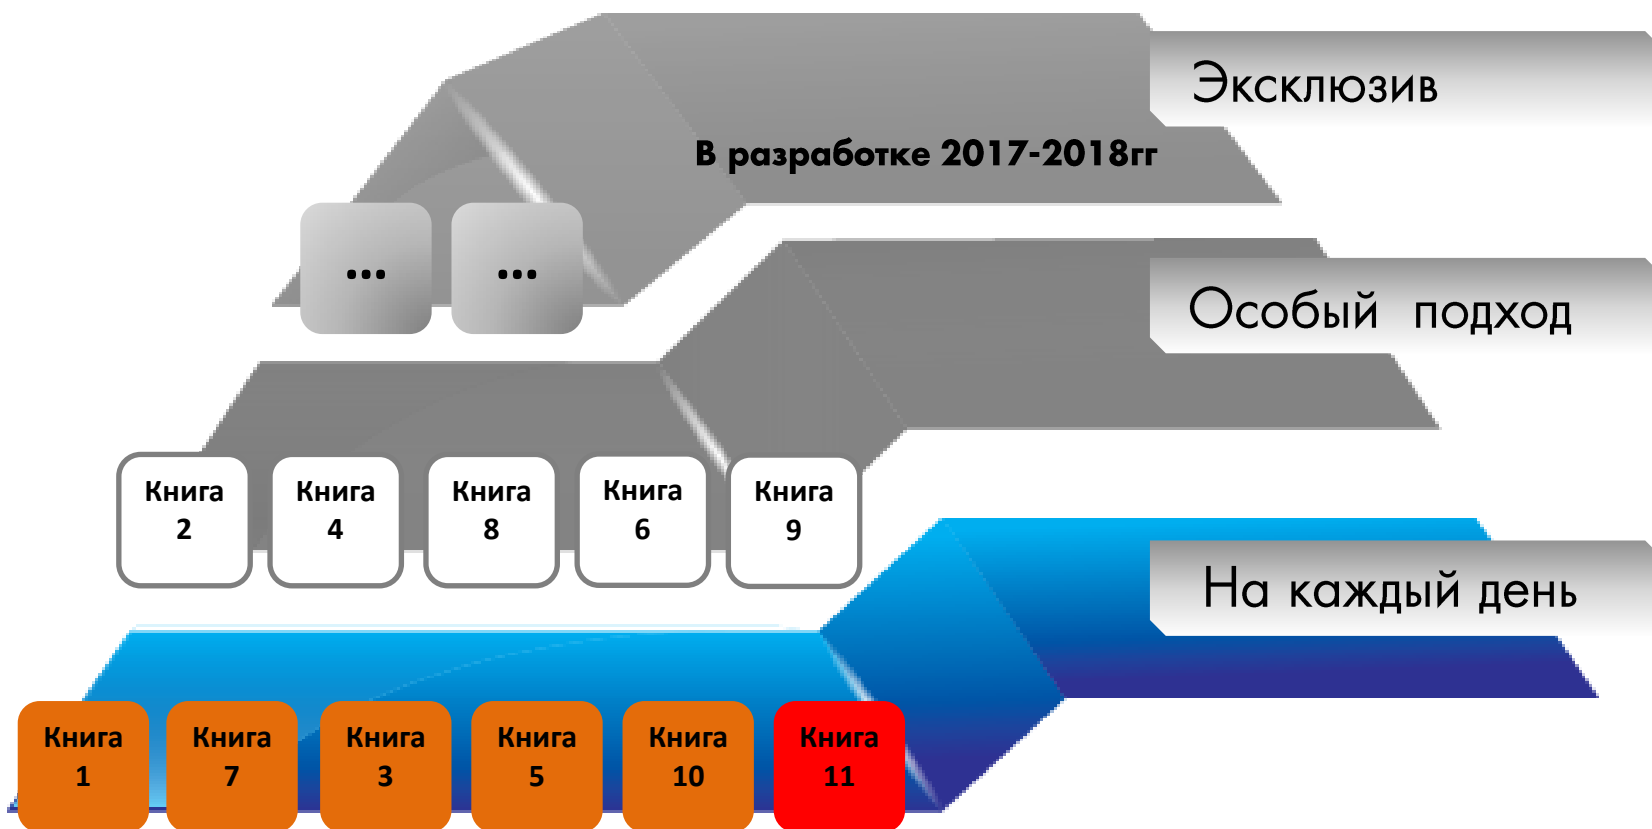 Эксклюзив
В разработке 2017-2018гг
...
...
Особый подход
Книга
2
Книга
4
Книга
8
Книга
6
Книга
9
На каждый день
Книга
1
Книга
7
Книга
3
Книга
5
Книга
10
Книга
11